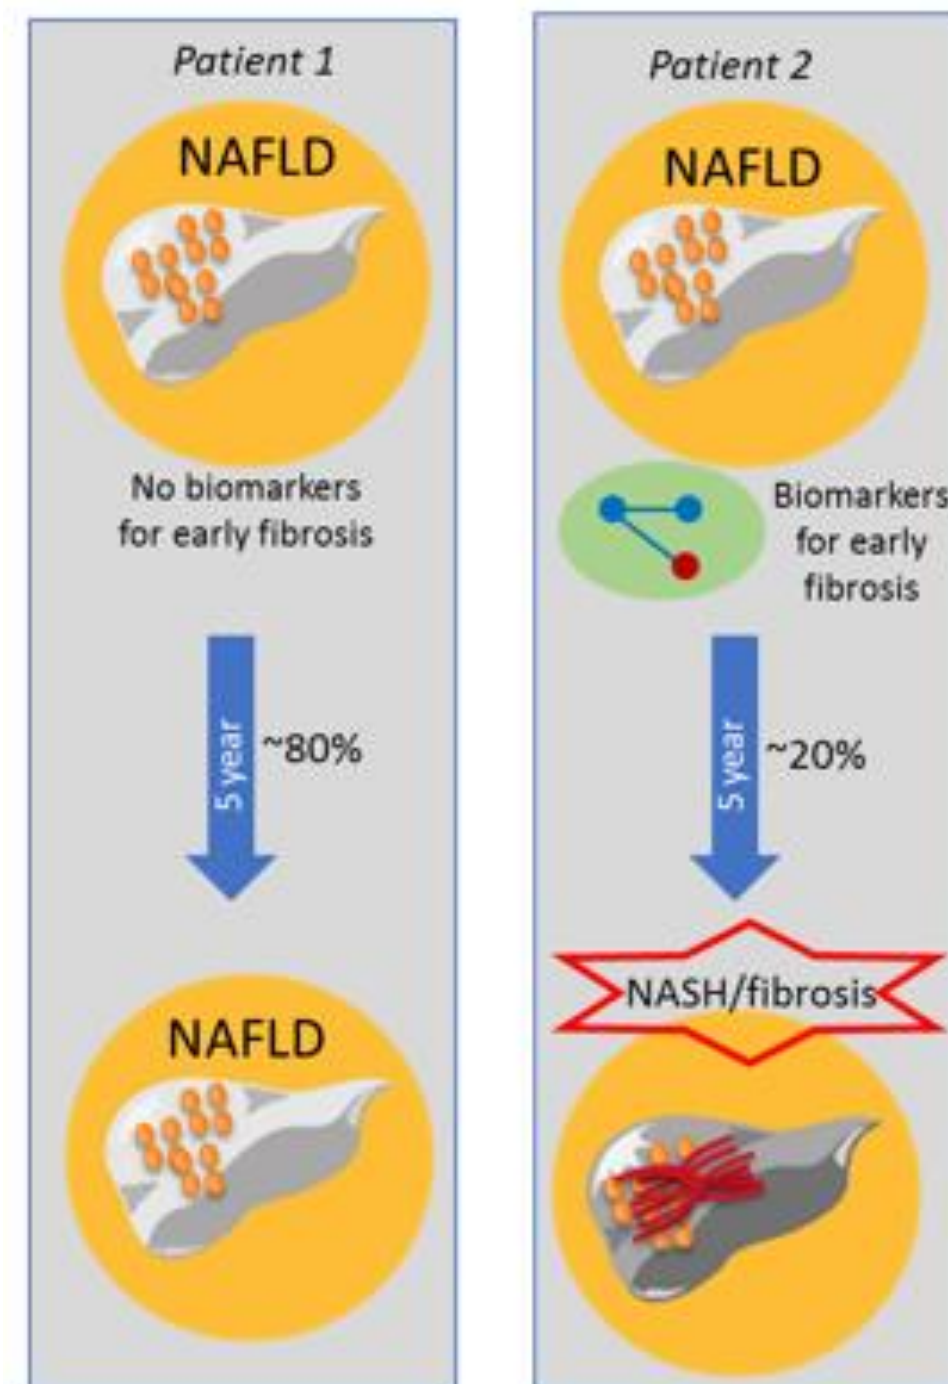 Patient 1
NAFLD
No biomarkers
for early fibrosis
5 year
~80%
NAFLD
Patient 2
NAFLD
Biomarkers
for early
fibrosis
5 year
~20%
NASH/fibrosis